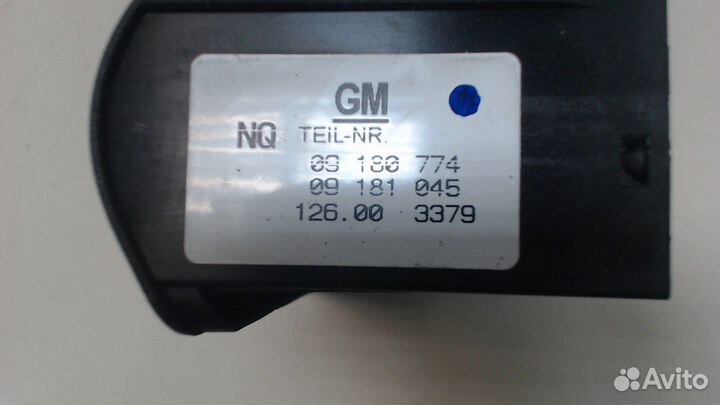 GM
NQ TEIL-NR.
09 180 774
09 181 045
126.00 3379
Avito